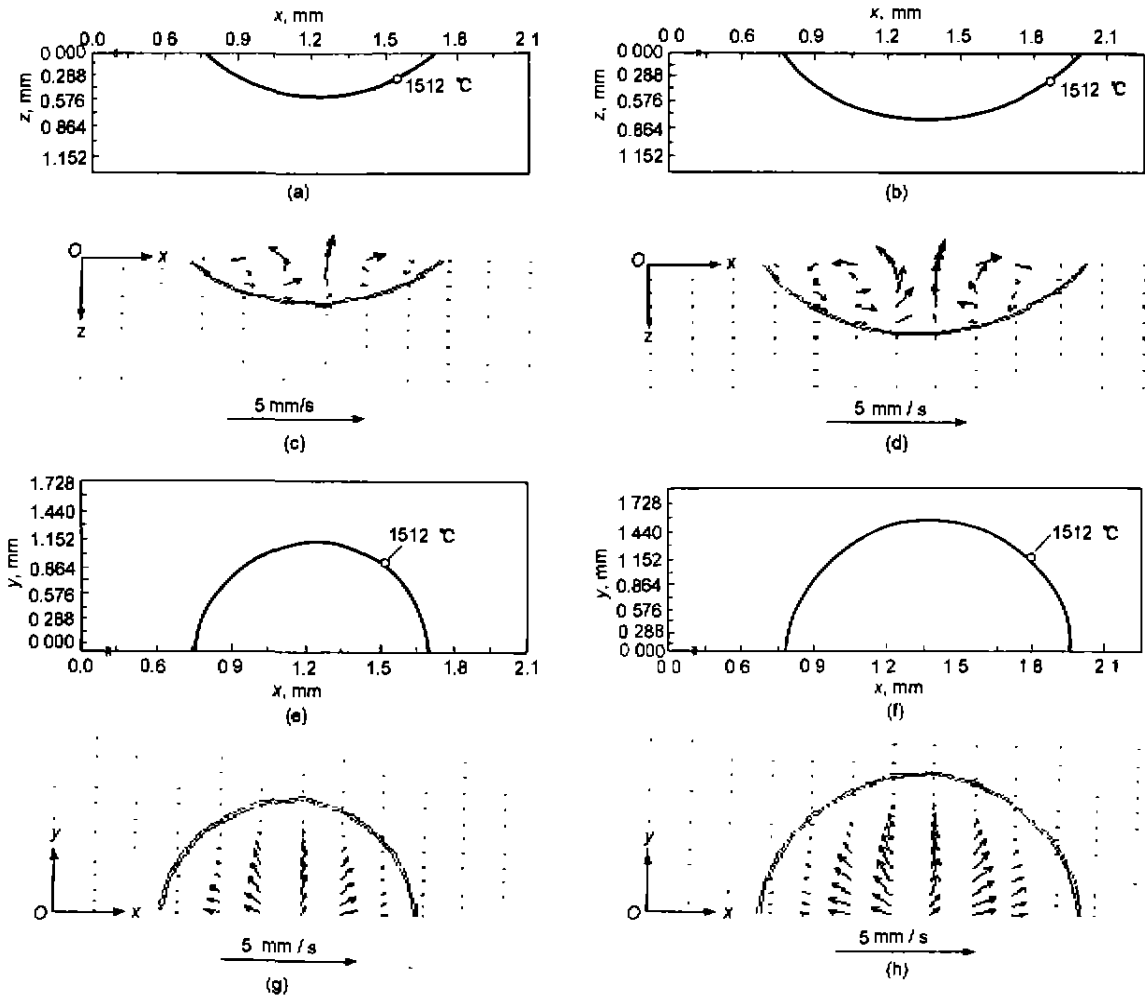 x, mm
0.0 0 6 0.9 1.2 1.5 1.8 2 1
0.000
0.288
0.576
0.864
1.152
z, mm
1512 ℃
(a)
x, mm
0.0 0 6 0.9 1.2 1.5 1.8 2.1
0.000
0.288
0.576
0.864
1 152
z, mm
1512 ℃
(b)
O x
z
5 mm/s
(c)
O x
z
5 mm / s
(d)
1.728
1.440
1.152
0.864
0.576
0.288
0.000
y, mm
1512 ℃
0.0 0.6 0 9 1.2 1.5 1.8 2.1
x, mm
(e)
1 728
1 440
1 152
0 864
0 576
0 288
0 000
y, mm
1512 ℃
0.0 0 6 0 9 1 2 1 5 1 8 2 1
x, mm
(f)
y
O x
5 mm / s
(g)
y
O x
5 mm / s
(h)